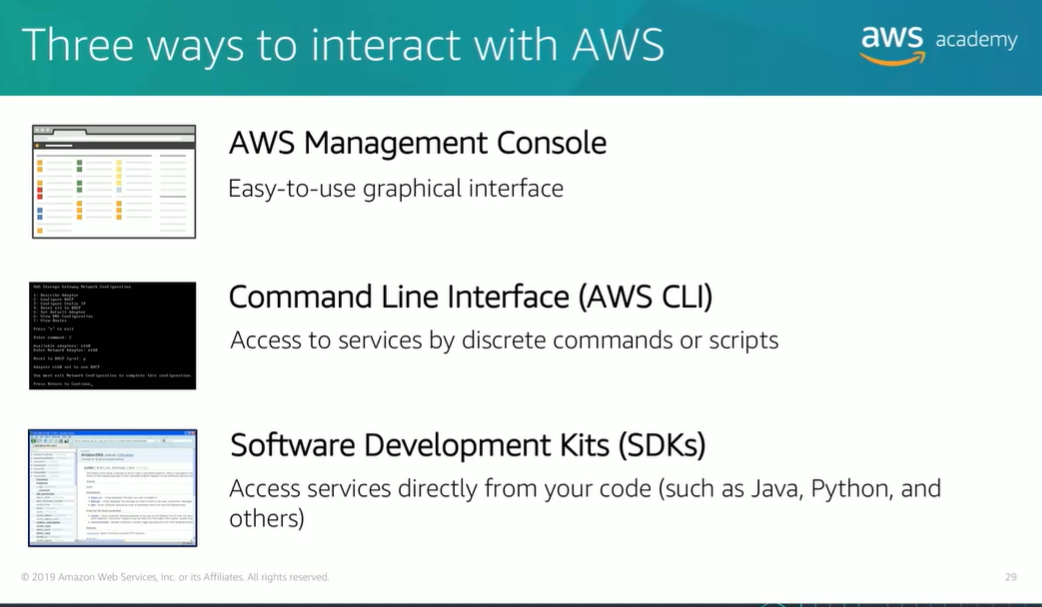 Three ways to interact with AWS
aws academy
AWS Management Console
Easy-to-use graphical interface
Command Line Interface (AWS CLI)
Access to services by discrete commands or scripts
Software Development Kits (SDKs)
Access services directly from your code (such as Java, Python, and
others)
© 2019 Amazon Web Services, Inc. or its Affiliates. All rights reserved.
29